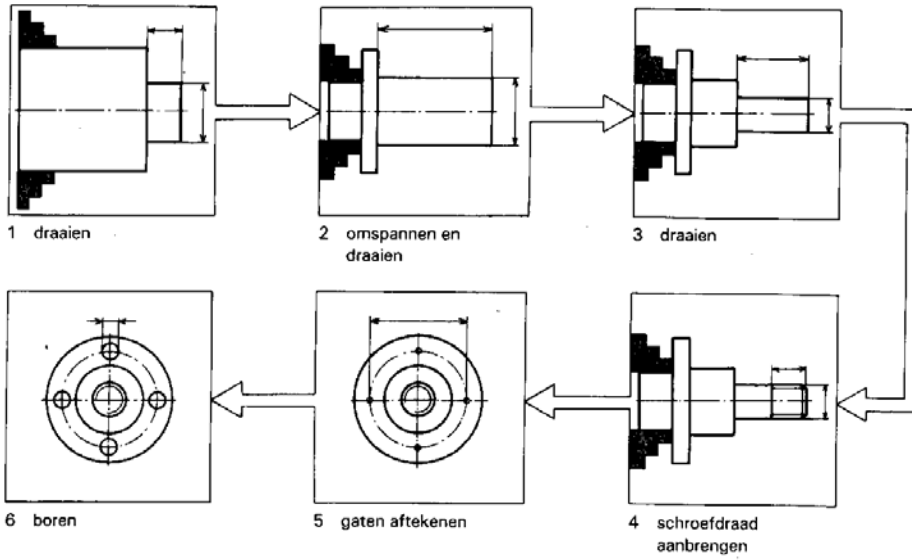 1 draaien
2 omspannen en
draaien
3 draaien
4 schroefdraad
aanbrengen
5 gaten aftekenen
6 boren